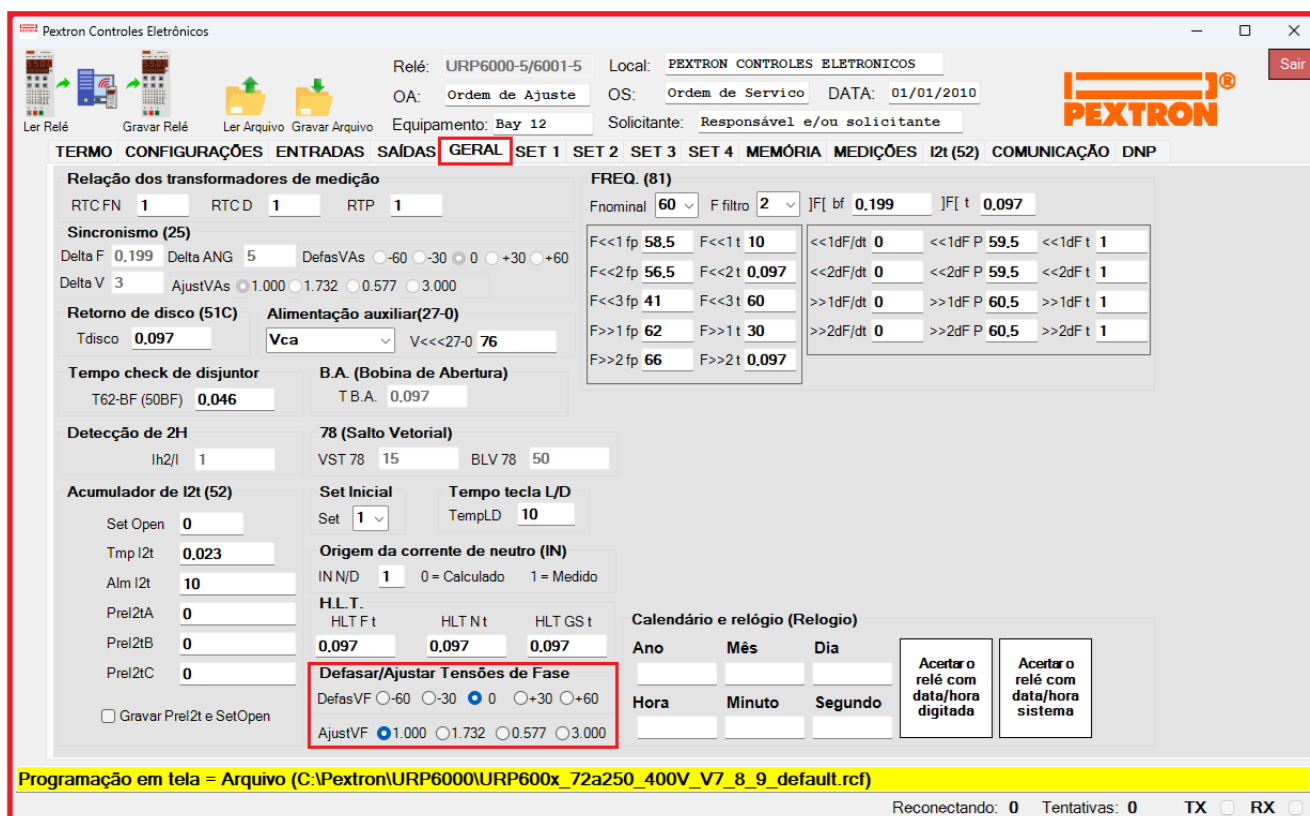 Pextron Controles Eletrônicos
Relé: URP6000-5/6001-5 Local: PEXTRON CONTROLES ELETRONICOS Sair
OA: Ordem de Ajuste OS: Ordem de Servico DATA: 01/01/2010
Equipamento: Bay 12 Solicitante: Responsável e/ou solicitante
PEXTRON®
Ler Relé Gravar Relé Ler Arquivo Gravar Arquivo
TERMO CONFIGURAÇÕES ENTRADAS SAÍDAS GERAL SET 1 SET 2 SET 3 SET 4 MEMÓRIA MEDIÇÕES I2t (52) COMUNICAÇÃO DNP
Relação dos transformadores de medição
RTC FN 1 RTC D 1 RTP 1
Sincronismo (25)
Delta F 0.199 Delta ANG 5 DefasVAs -60 -30 0 +30 +60
Delta V 3 AjustVAs 1.000 1.732 0.577 3.000
Retorno de disco (51C)
Tdisco 0.097
Alimentação auxiliar(27-0)
Vca V<<<27-0 76
Tempo check de disjuntor
T62-BF (50BF) 0.046
B.A. (Bobina de Abertura)
T B.A. 0.097
Detecção de 2H
Ih2/I 1
78 (Salto Vetorial)
VST 78 15 BLV 78 50
Acumulador de I2t (52)
Set Open 0
Tmp I2t 0.023
Alm I2t 10
PreI2tA 0
PreI2tB 0
PreI2tC 0
Gravar PreI2t e SetOpen
Set Inicial
Set 1
Tempo tecla L/D
TempLD 10
Origem da corrente de neutro (IN)
IN N/D 1 0 = Calculado 1 = Medido
H.L.T.
HLT F t HLT N t HLT GS t
0.097 0.097 0.097
Defasar/Ajustar Tensões de Fase
DefasVF -60 -30 0 +30 +60
AjustVF 1.000 1.732 0.577 3.000
FREQ. (81)
Fnominal 60 F filtro 2 ]F[ bf 0.199 ]F[ t 0.097
F<<1 fp 58.5 F<<1 t 10 <<1dF/dt 0 <<1dF P 59.5 <<1dF t 1
F<<2 fp 56.5 F<<2 t 0.097 <<2dF/dt 0 <<2dF P 59.5 <<2dF t 1
F<<3 fp 41 F<<3 t 60 >>1dF/dt 0 >>1dF P 60.5 >>1dF t 1
F>>1 fp 62 F>>1 t 30 >>2dF/dt 0 >>2dF P 60.5 >>2dF t 1
F>>2 fp 66 F>>2 t 0.097
Calendário e relógio (Relogio)
Ano Mês Dia
Hora Minuto Segundo
Acertar o
relé com
data/hora
digitada
Acertar o
relé com
data/hora
sistema
Programação em tela = Arquivo (C:\Pextron\URP6000\URP600x_72a250_400V_V7_8_9_default.rcf)
Reconectando: 0 Tentativas: 0 TX RX